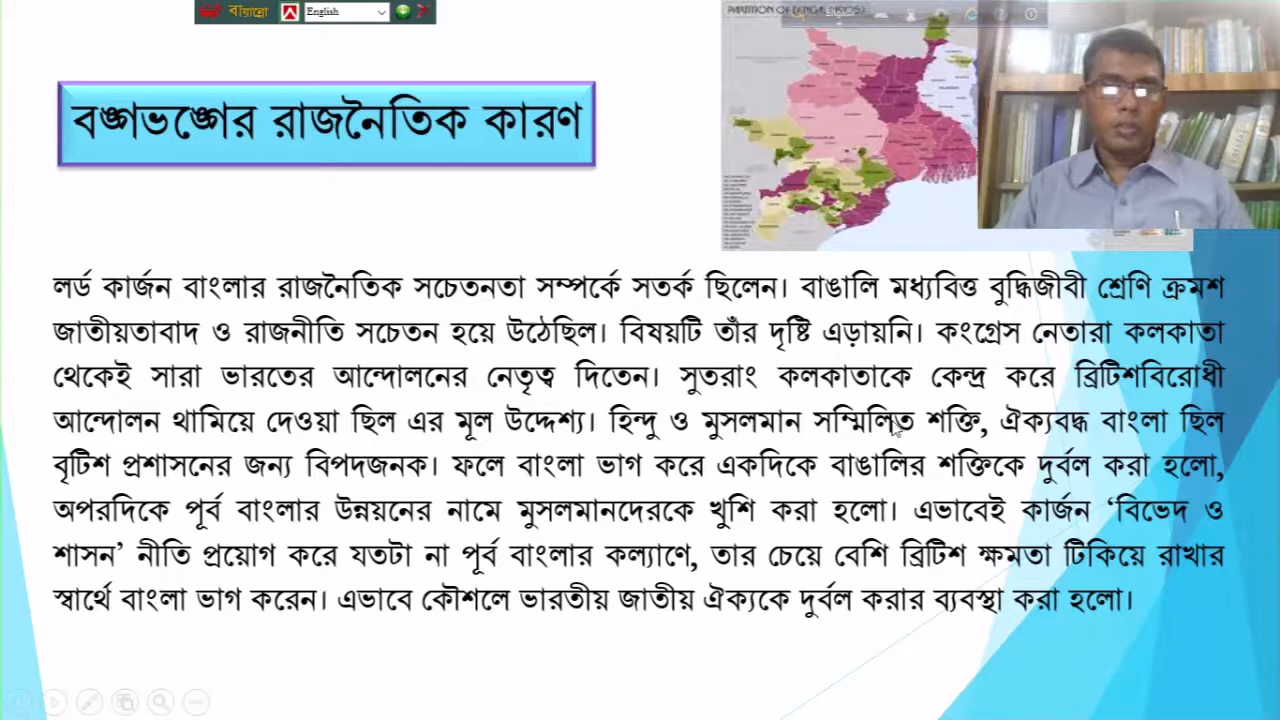 বায়ান্নো
English
PARTITION OF BENGAL (1905)
বঙ্গভঙ্গের রাজনৈতিক কারণ
লর্ড কার্জন বাংলার রাজনৈতিক সচেতনতা সম্পর্কে সতর্ক ছিলেন। বাঙালি মধ্যবিত্ত বুদ্ধিজীবী শ্রেণি ক্রমশ
জাতীয়তাবাদ ও রাজনীতি সচেতন হয়ে উঠেছিল। বিষয়টি তাঁর দৃষ্টি এড়ায়নি। কংগ্রেস নেতারা কলকাতা
থেকেই সারা ভারতের আন্দোলনের নেতৃত্ব দিতেন। সুতরাং কলকাতাকে কেন্দ্র করে ব্রিটিশবিরোধী
আন্দোলন থামিয়ে দেওয়া ছিল এর মূল উদ্দেশ্য। হিন্দু ও মুসলমান সম্মিলিত শক্তি, ঐক্যবদ্ধ বাংলা ছিল
বৃটিশ প্রশাসনের জন্য বিপদজনক। ফলে বাংলা ভাগ করে একদিকে বাঙালির শক্তিকে দুর্বল করা হলো,
অপরদিকে পূর্ব বাংলার উন্নয়নের নামে মুসলমানদেরকে খুশি করা হলো। এভাবেই কার্জন ‘বিভেদ ও
শাসন’ নীতি প্রয়োগ করে যতটা না পূর্ব বাংলার কল্যাণে, তার চেয়ে বেশি ব্রিটিশ ক্ষমতা টিকিয়ে রাখার
স্বার্থে বাংলা ভাগ করেন। এভাবে কৌশলে ভারতীয় জাতীয় ঐক্যকে দুর্বল করার ব্যবস্থা করা হলো।